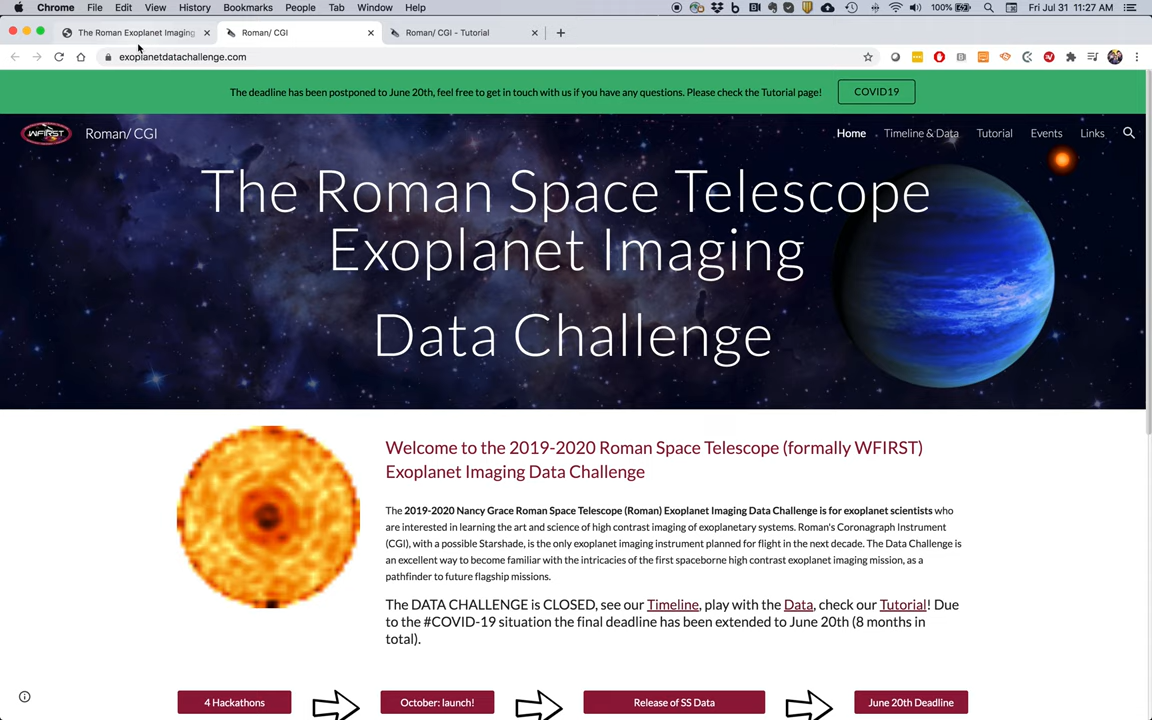 Chrome File Edit View History Bookmarks People Tab Window Help 100% Fri Jul 31 11:27 AM
The Roman Exoplanet Imaging Roman/ CGI Roman/ CGI - Tutorial
exoplanetdatachallenge.com
The deadline has been postponed to June 20th, feel free to get in touch with us if you have any questions. Please check the Tutorial page! COVID19
WFIRST Roman/ CGI Home Timeline & Data Tutorial Events Links
The Roman Space Telescope
Exoplanet Imaging
Data Challenge
Welcome to the 2019-2020 Roman Space Telescope (formally WFIRST)
Exoplanet Imaging Data Challenge
The 2019-2020 Nancy Grace Roman Space Telescope (Roman) Exoplanet Imaging Data Challenge is for exoplanet scientists who
are interested in learning the art and science of high contrast imaging of exoplanetary systems. Roman's Coronagraph Instrument
(CGI), with a possible Starshade, is the only exoplanet imaging instrument planned for flight in the next decade. The Data Challenge is
an excellent way to become familiar with the intricacies of the first spaceborne high contrast exoplanet imaging mission, as a
pathfinder to future flagship missions.
The DATA CHALLENGE is CLOSED, see our Timeline, play with the Data, check our Tutorial! Due
to the #COVID-19 situation the final deadline has been extended to June 20th (8 months in
total).
4 Hackathons October: launch! Release of SS Data June 20th Deadline